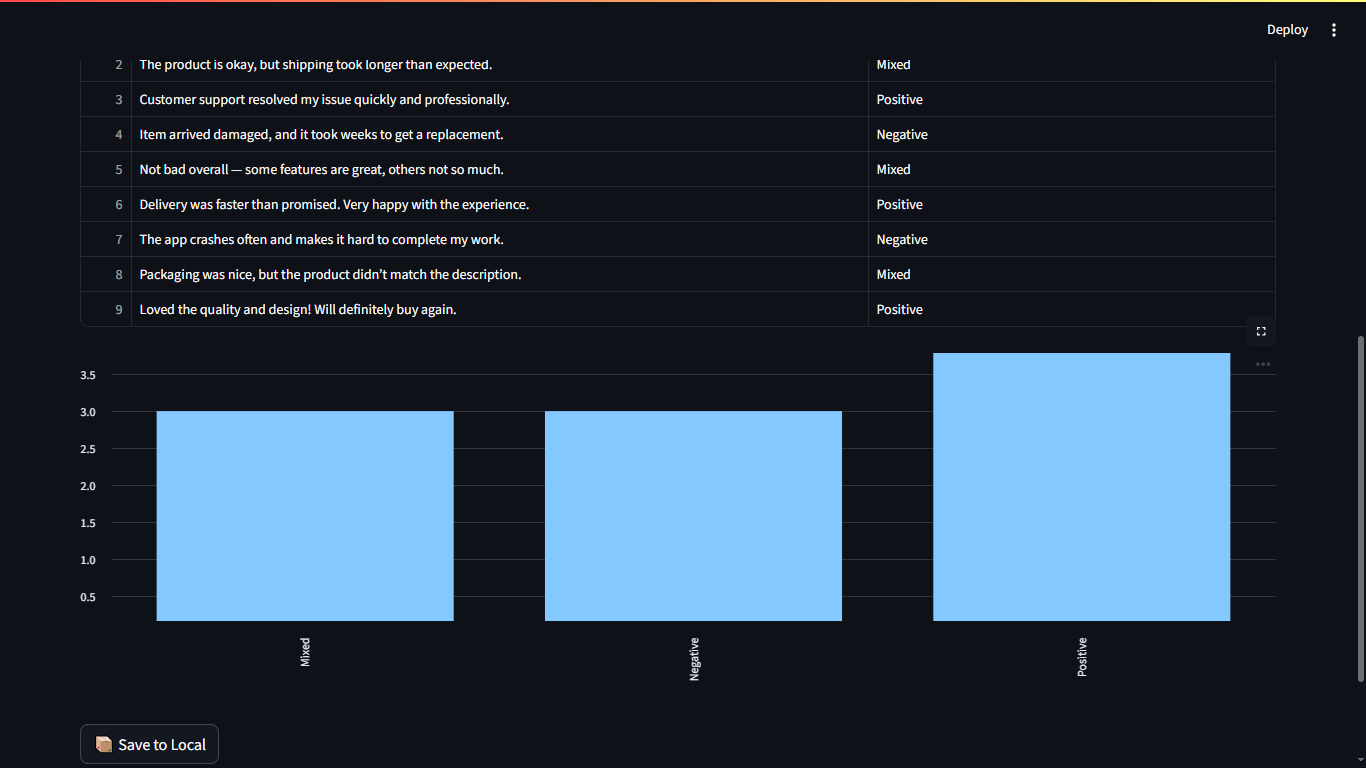 Deploy
2 The product is okay, but shipping took longer than expected. Mixed
3 Customer support resolved my issue quickly and professionally. Positive
4 Item arrived damaged, and it took weeks to get a replacement. Negative
5 Not bad overall — some features are great, others not so much. Mixed
6 Delivery was faster than promised. Very happy with the experience. Positive
7 The app crashes often and makes it hard to complete my work. Negative
8 Packaging was nice, but the product didn’t match the description. Mixed
9 Loved the quality and design! Will definitely buy again. Positive
3.5
3.0
2.5
2.0
1.5
1.0
0.5
Mixed Negative Positive
Save to Local